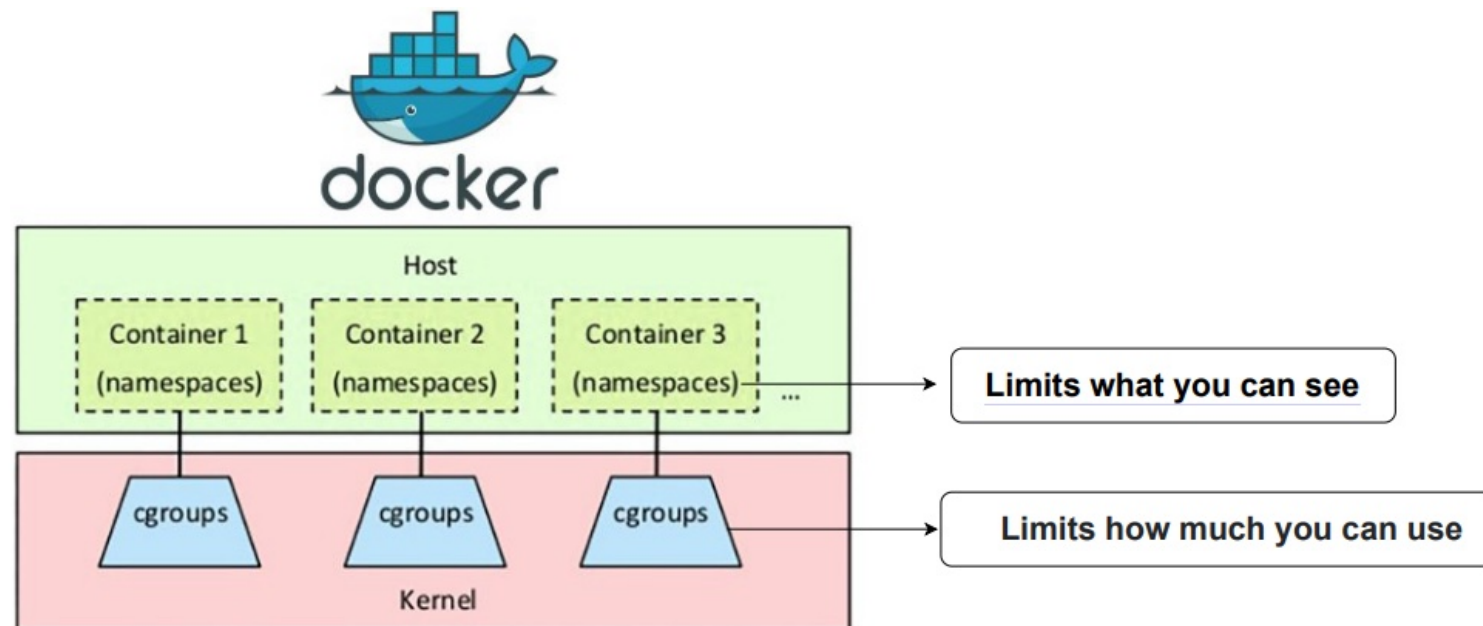 docker
Host
Container 1
(namespaces)
Container 2
(namespaces)
Container 3
(namespaces)
...
Limits what you can see
cgroups
cgroups
cgroups
Limits how much you can use
Kernel